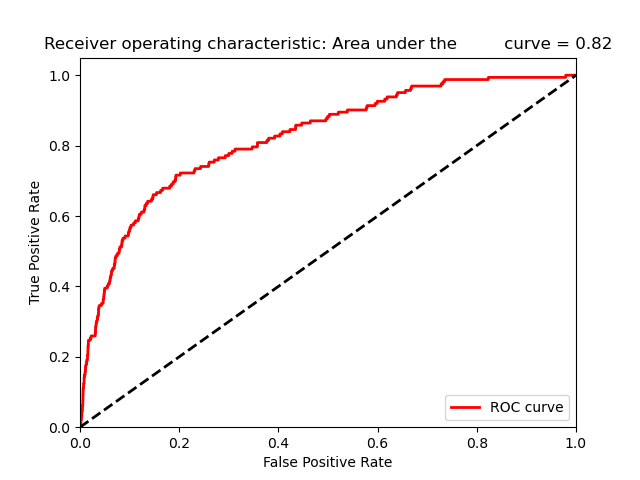 Receiver operating characteristic: Area under the curve = 0.82
1.0
0.8
0.6
0.4
0.2
0.0
True Positive Rate
ROC curve
0.0 0.2 0.4 0.6 0.8 1.0
False Positive Rate